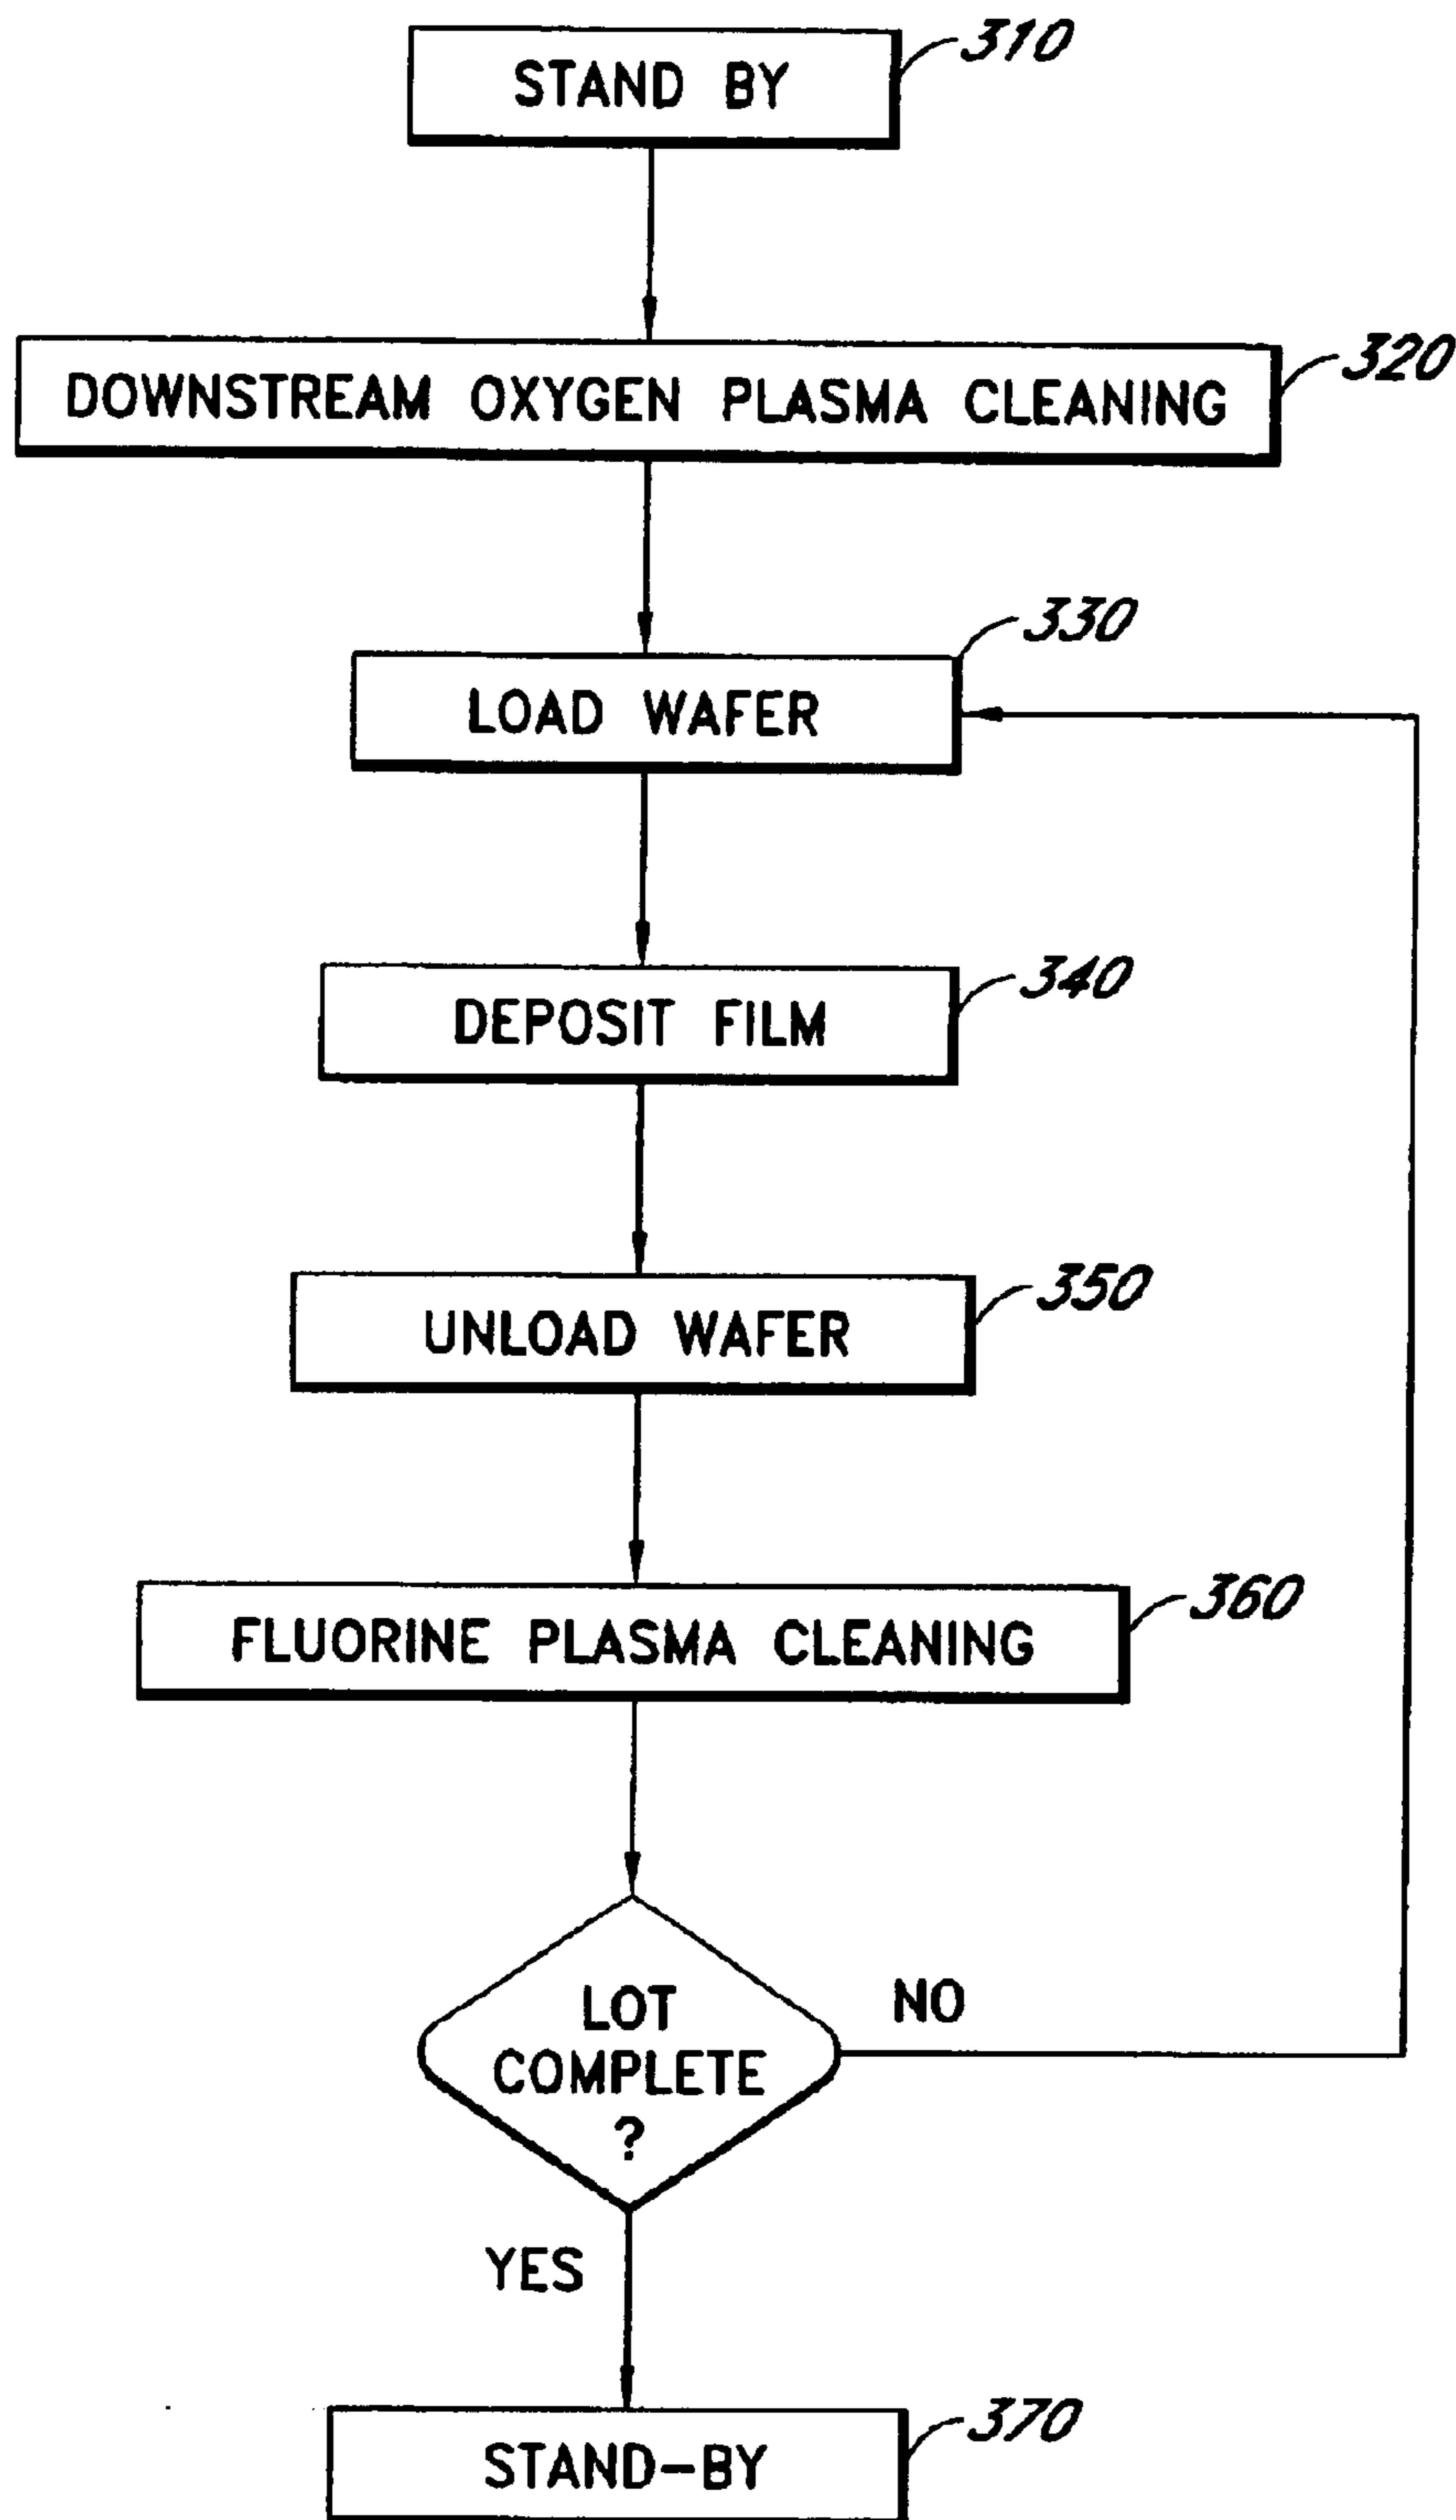 STAND BY
310
DOWNSTREAM OXYGEN PLASMA CLEANING
320
330
LOAD WAFER
340
DEPOSIT FILM
350
UNLOAD WAFER
360
FLUORINE PLASMA CLEANING
LOT
COMPLETE
?
NO
YES
370
STAND-BY